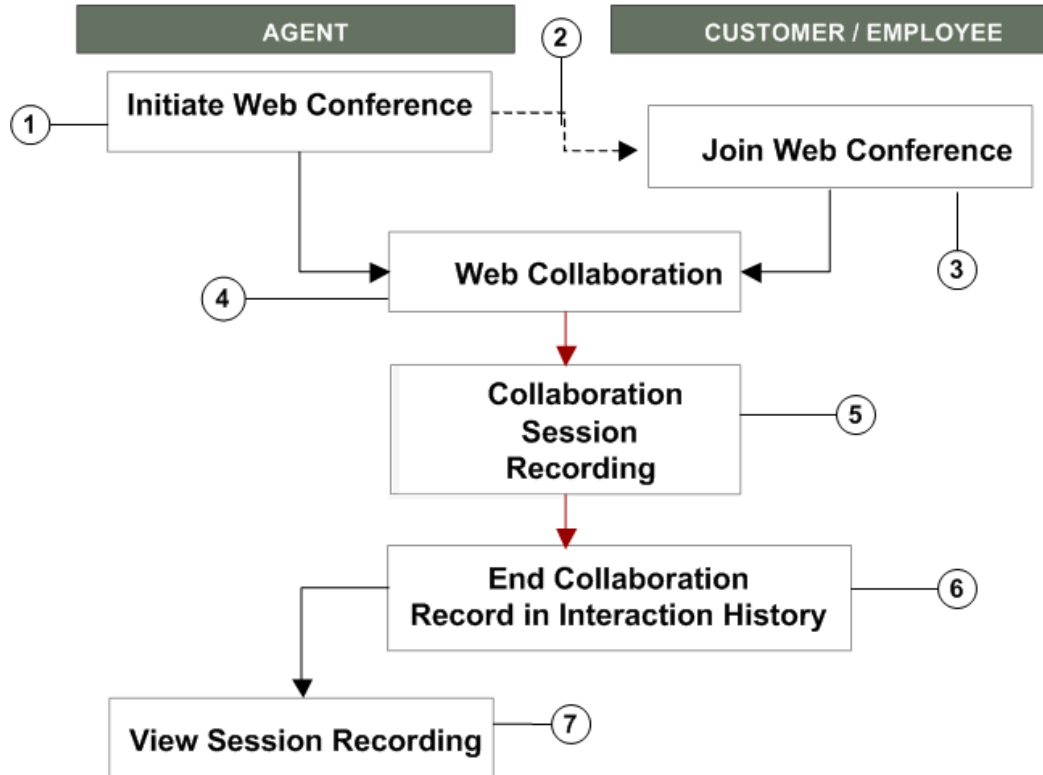 AGENT
2
CUSTOMER / EMPLOYEE
Initiate Web Conference
1
Join Web Conference
3
Web Collaboration
4
Collaboration
Session
Recording
5
End Collaboration
Record in Interaction History
6
View Session Recording
7